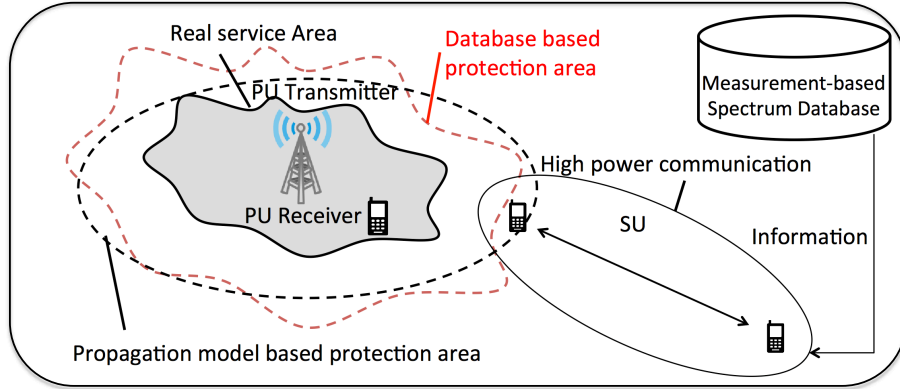 Real service Area
Database based
protection area
Measurement-based
Spectrum Database
PU Transmitter
High power communication
PU Receiver
SU
Information
Propagation model based protection area